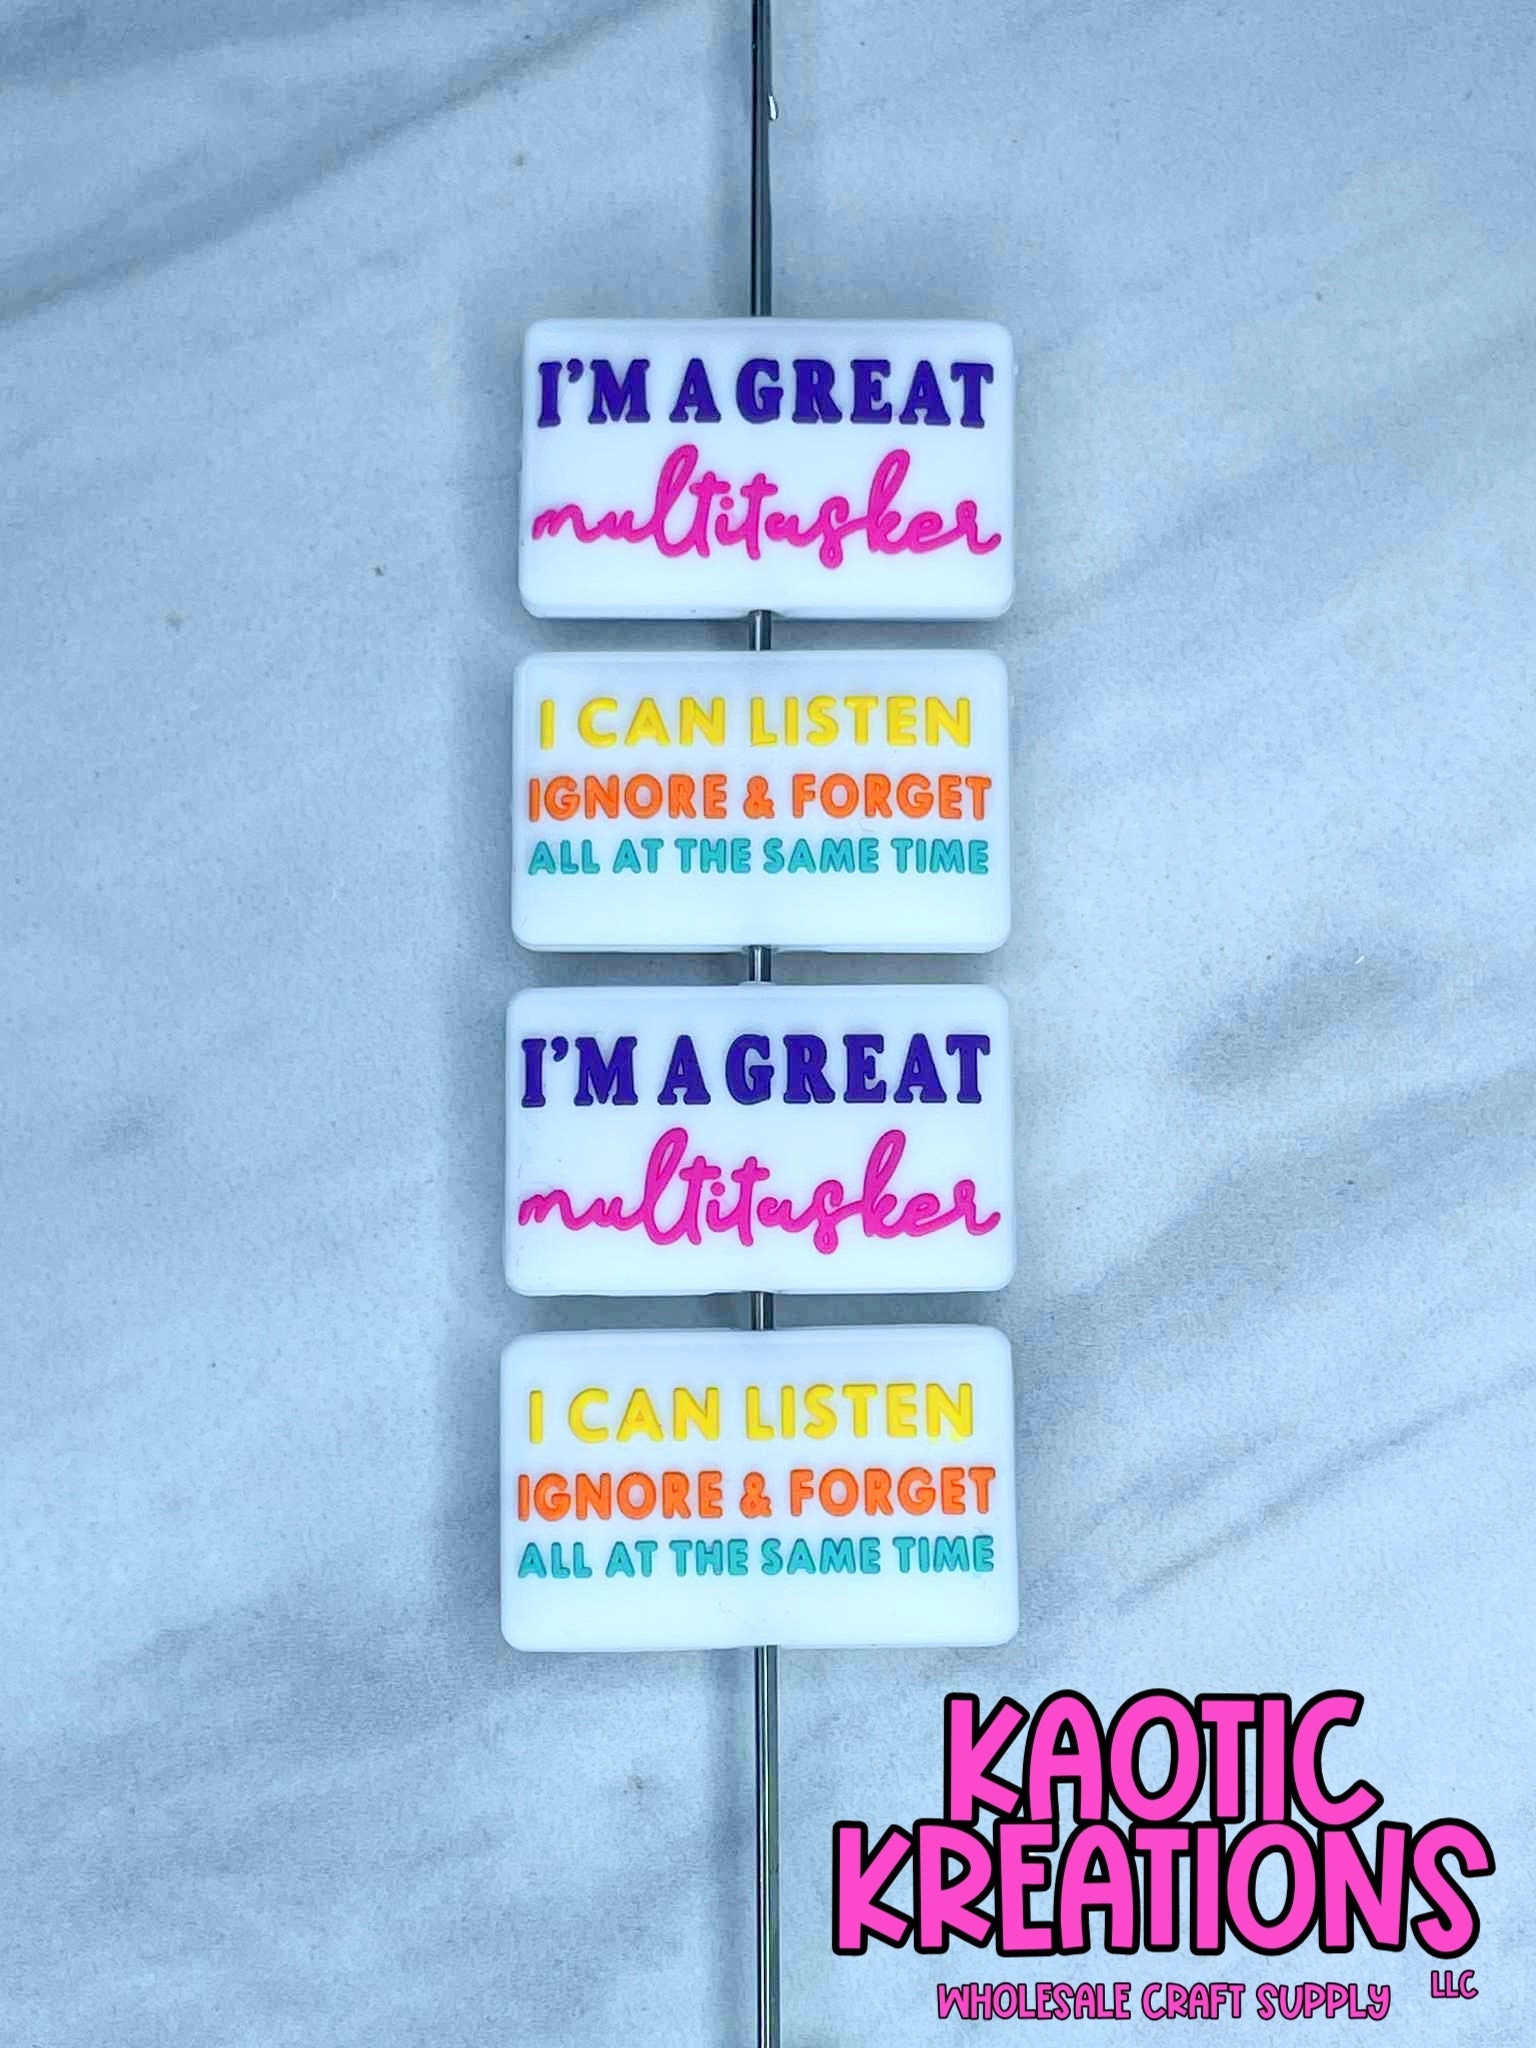 I'M A GREAT
multitasker
I CAN LISTEN
IGNORE & FORGET
ALL AT THE SAME TIME
I'M A GREAT
multitasker
I CAN LISTEN
IGNORE & FORGET
ALL AT THE SAME TIME
KAOTIC
KREATIONS
LLC
WHOLESALE CRAFT SUPPLY